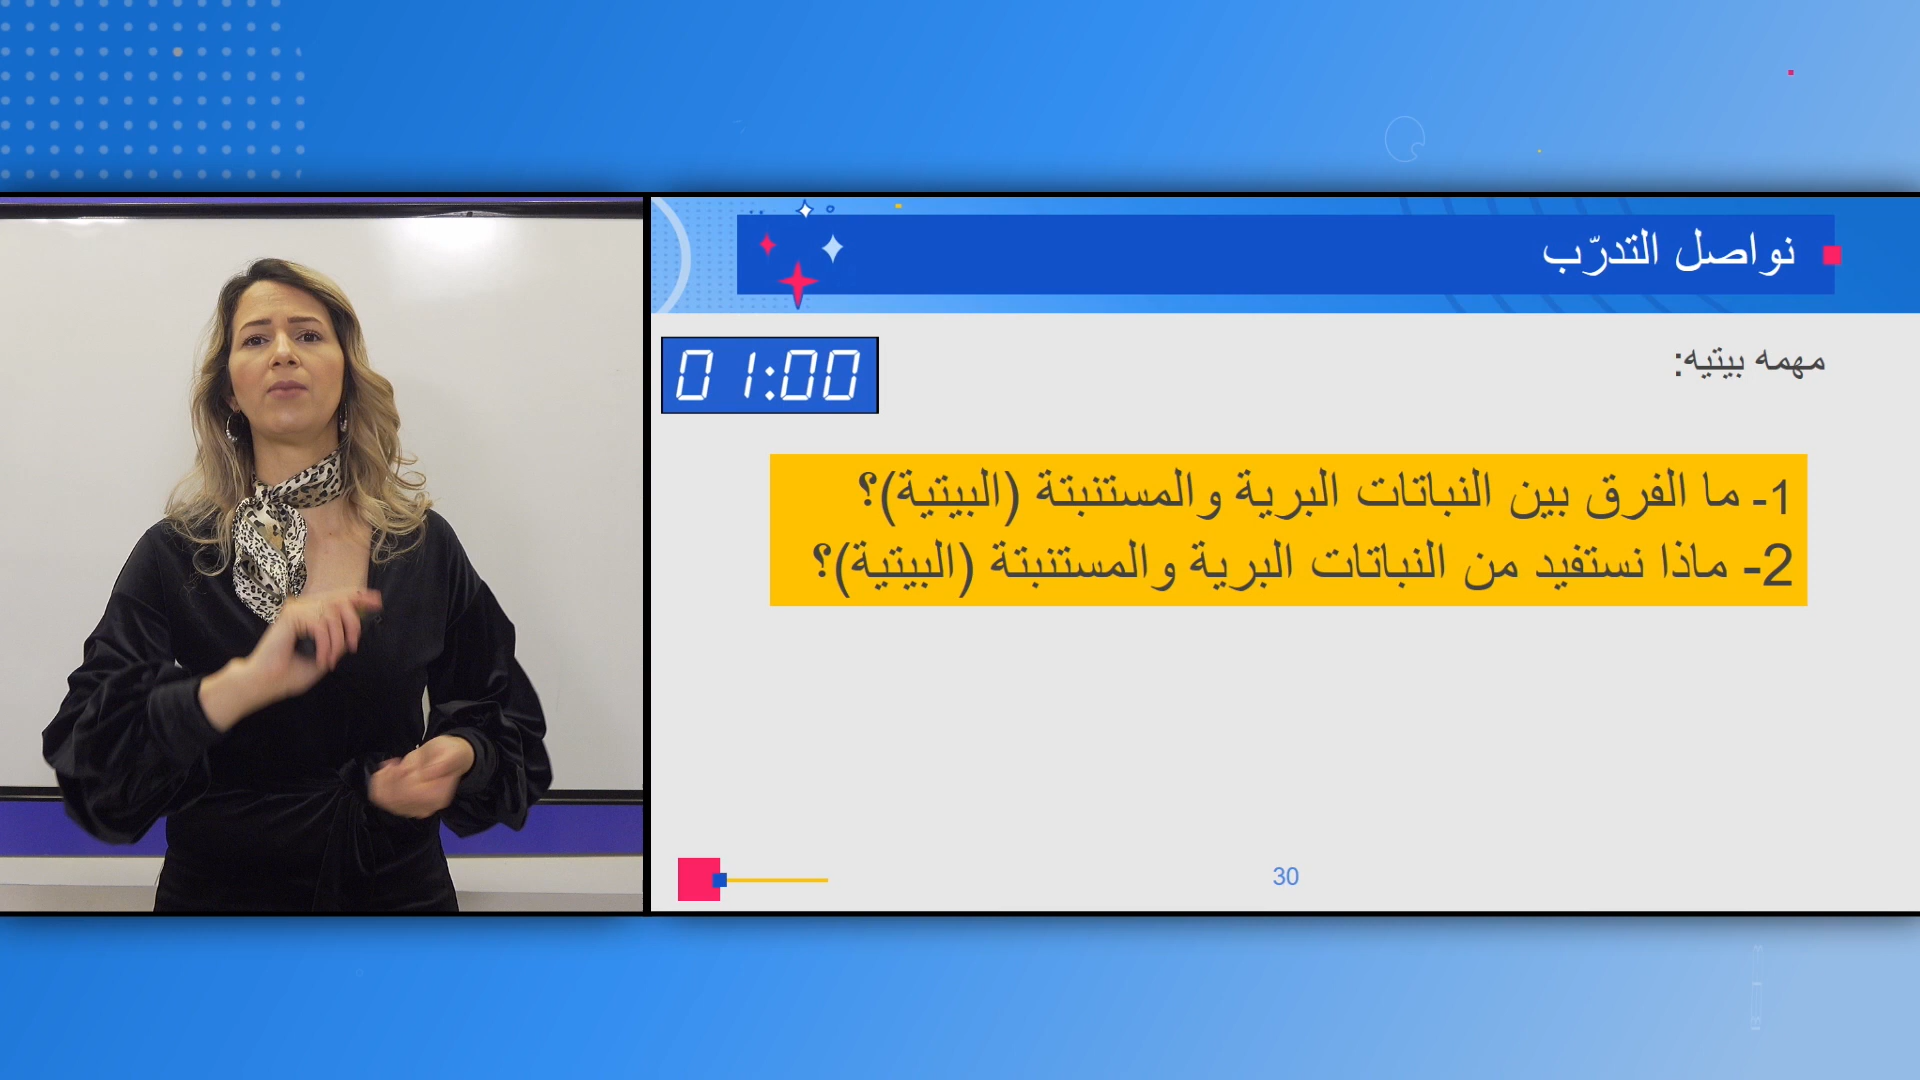 نواصل التدرّب
01:00
مهمه بيتيه:
1- ما الفرق بين النباتات البرية والمستنبتة (البيتية)؟
2- ماذا نستفيد من النباتات البرية والمستنبتة (البيتية)؟
30